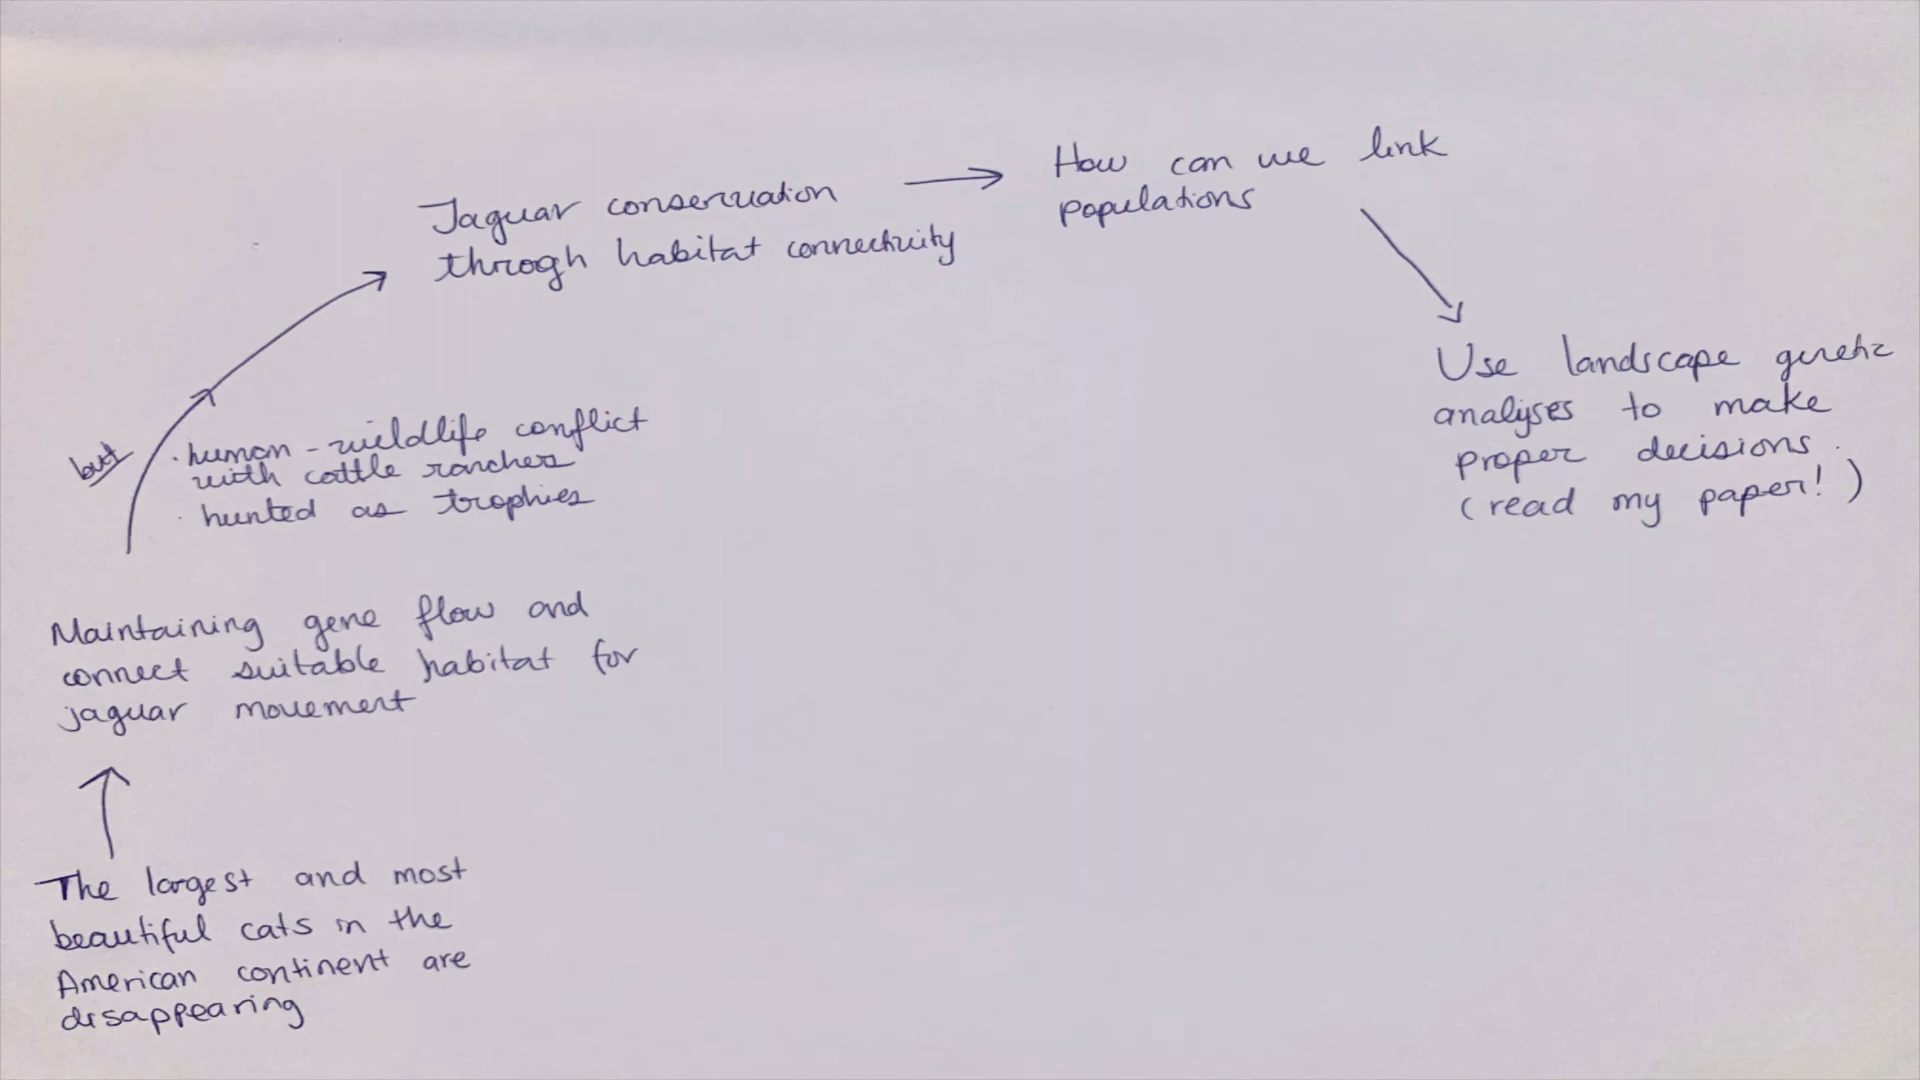 Jaguar conservation
throgh habitat connectivity
How can we link
populations
Use landscape genetic
analyses to make
proper decisions.
(read my paper!)
but
· human-wildlife conflict
with cattle ranchers
· hunted as trophies
Maintaining gene flow and
connect suitable habitat for
jaguar movement
The largest and most
beautiful cats in the
American continent are
disappearing